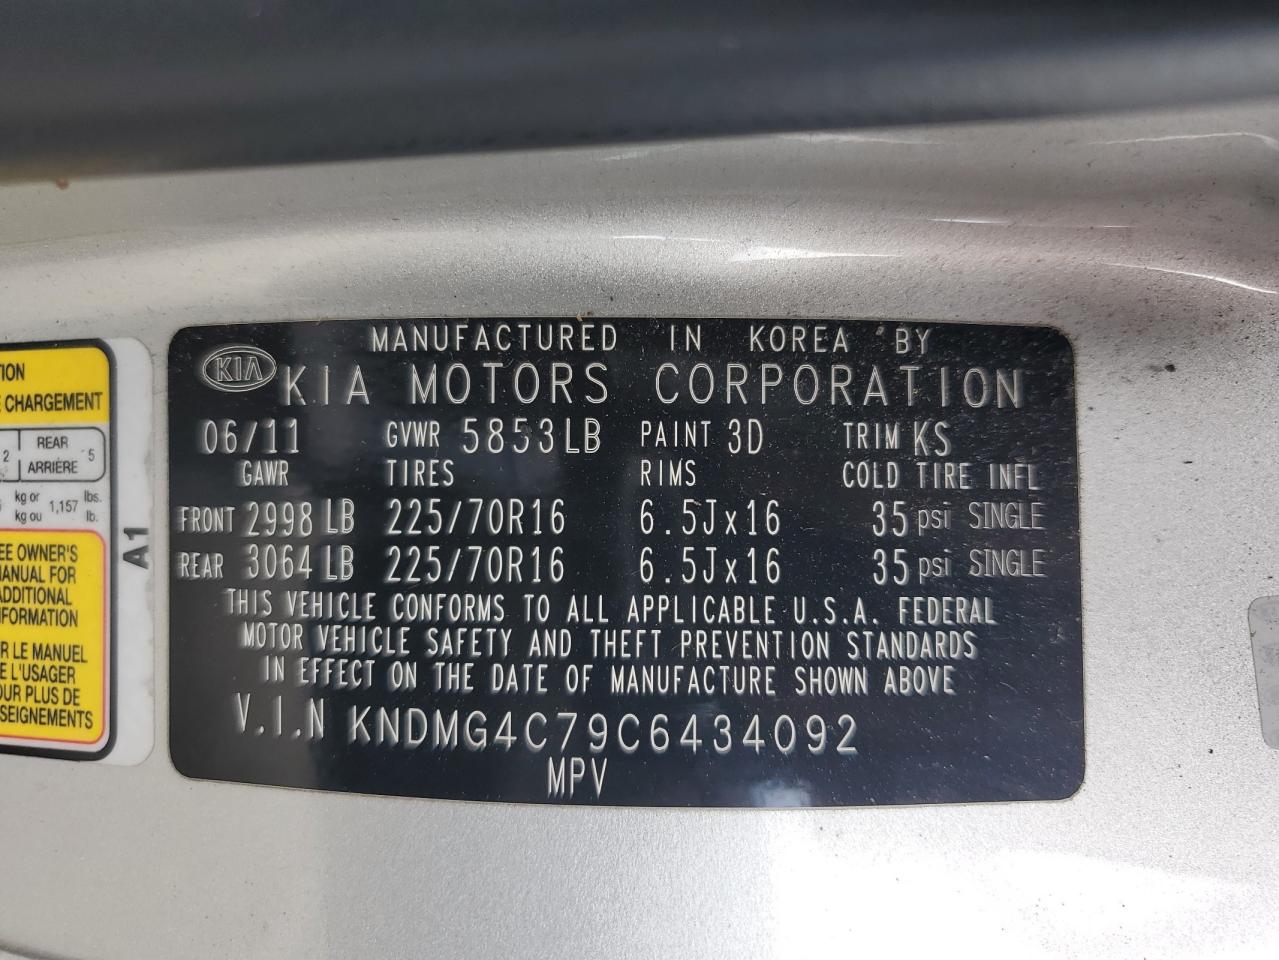 MANUFACTURED IN KOREA BY
KIA KIA MOTORS CORPORATION
06/11 GVWR 5853LB PAINT 3D TRIM KS
GAWR TIRES RIMS COLD TIRE INFL
FRONT 2998 LB 225/70R16 6.5Jx16 35 psi SINGLE
REAR 3064 LB 225/70R16 6.5Jx16 35 psi SINGLE
THIS VEHICLE CONFORMS TO ALL APPLICABLE U.S.A. FEDERAL
MOTOR VEHICLE SAFETY AND THEFT PREVENTION STANDARDS
IN EFFECT ON THE DATE OF MANUFACTURE SHOWN ABOVE
V.I.N KNDMG4C79C6434092
MPV
TION
E CHARGEMENT
2 REAR 5
ARRIÈRE
kg or 1,157 lbs.
kg ou lb.
EE OWNER'S
MANUAL FOR
ADDITIONAL
NFORMATION
R LE MANUEL
E L'USAGER
OUR PLUS DE
SEIGNEMENTS
A1